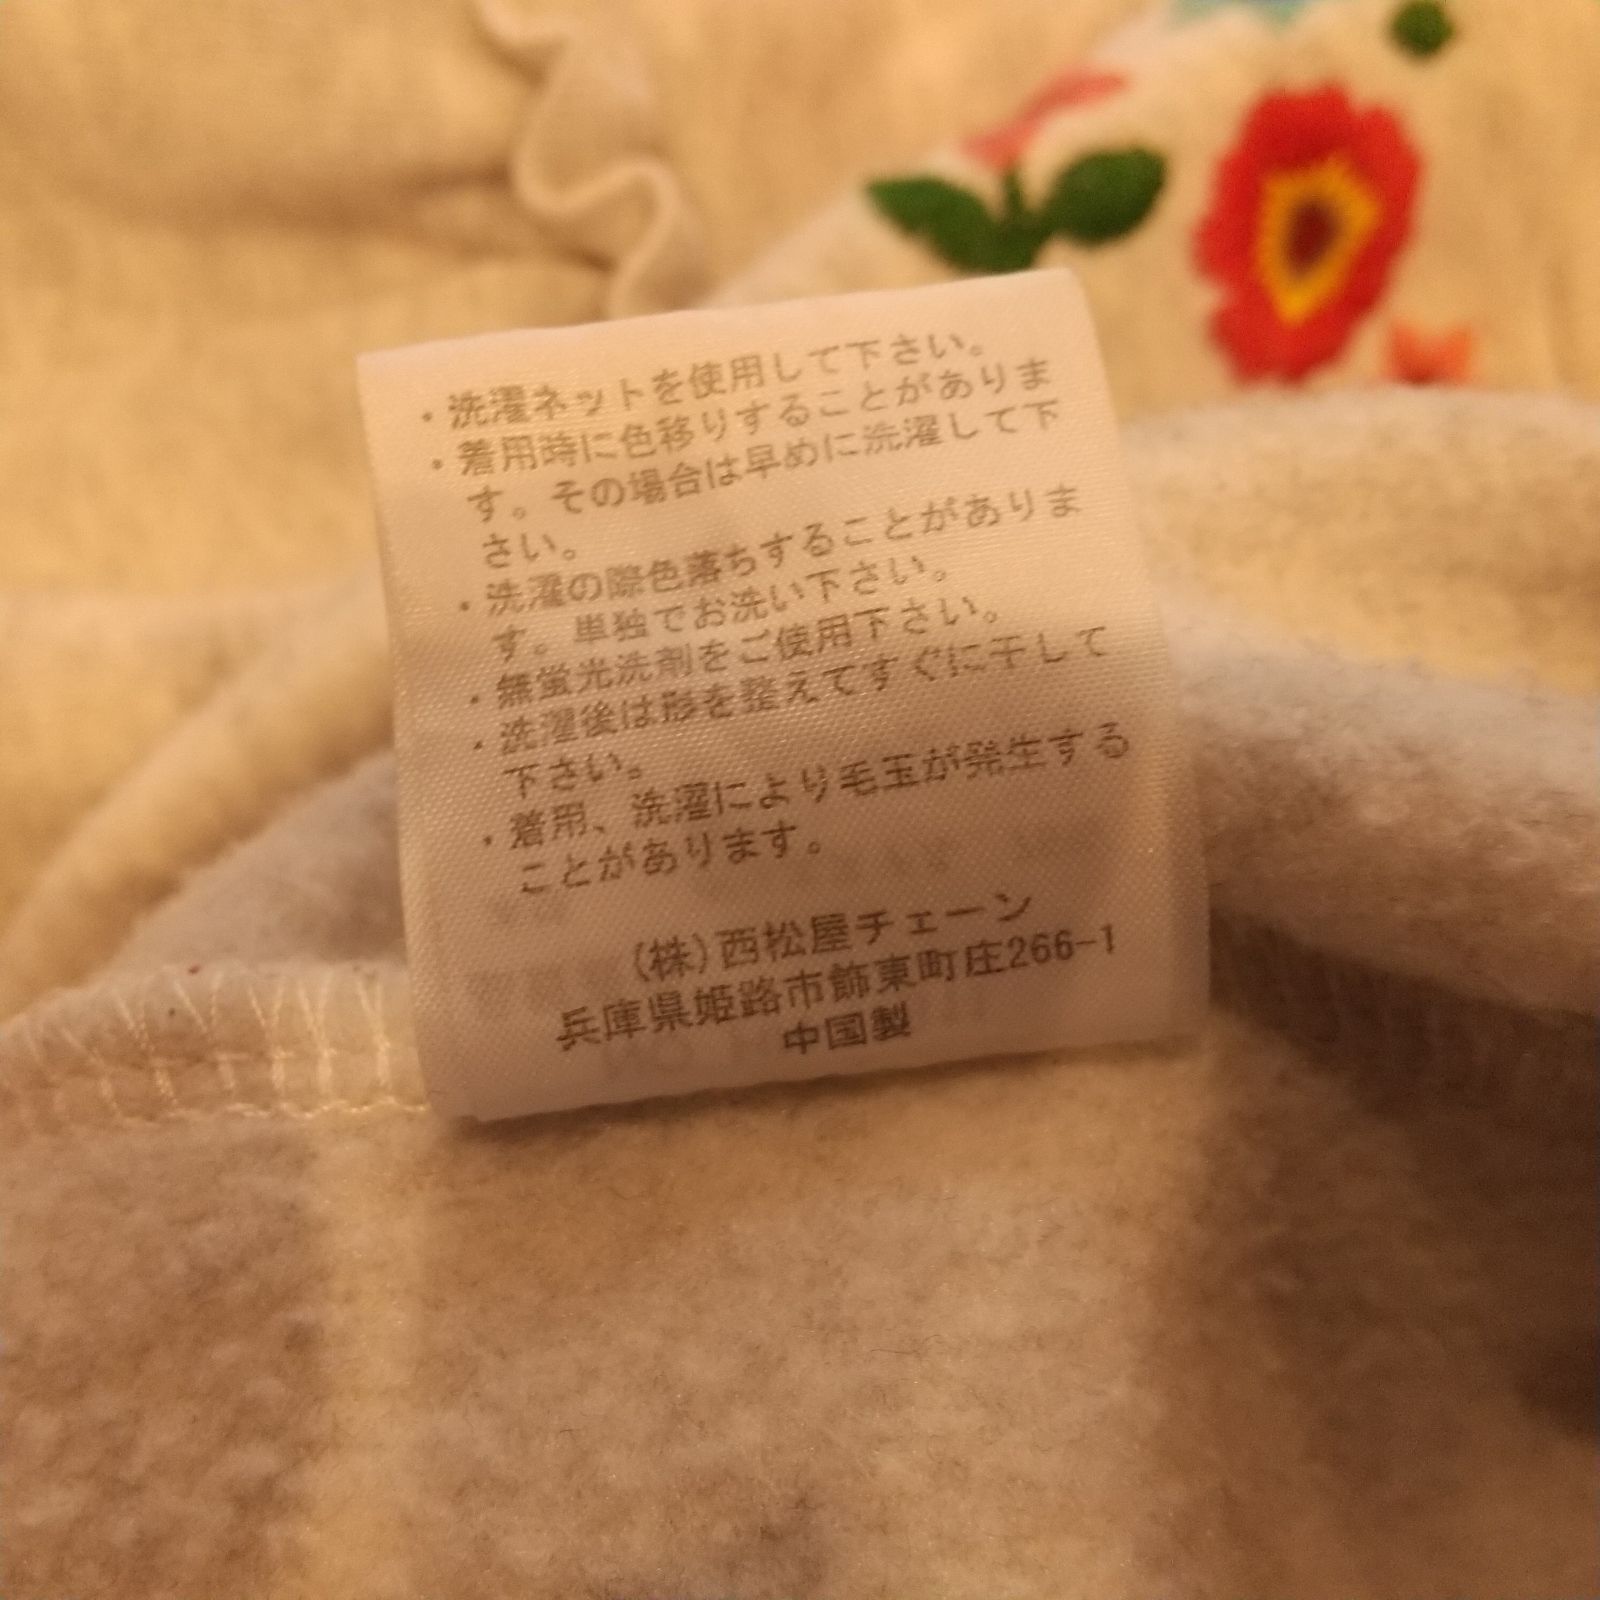 ・洗濯ネットを使用して下さい。
・着用時に色移りすることがありま
す。その場合は早めに洗濯して下
さい。
・洗濯の際色落ちすることがありま
す。単独でお洗い下さい。
・無蛍光洗剤をご使用下さい。
・洗濯後は形を整えてすぐに干して
下さい。
・着用、洗濯により毛玉が発生する
ことがあります。
(株)西松屋チェーン
兵庫県姫路市飾東町庄266-1
中国製